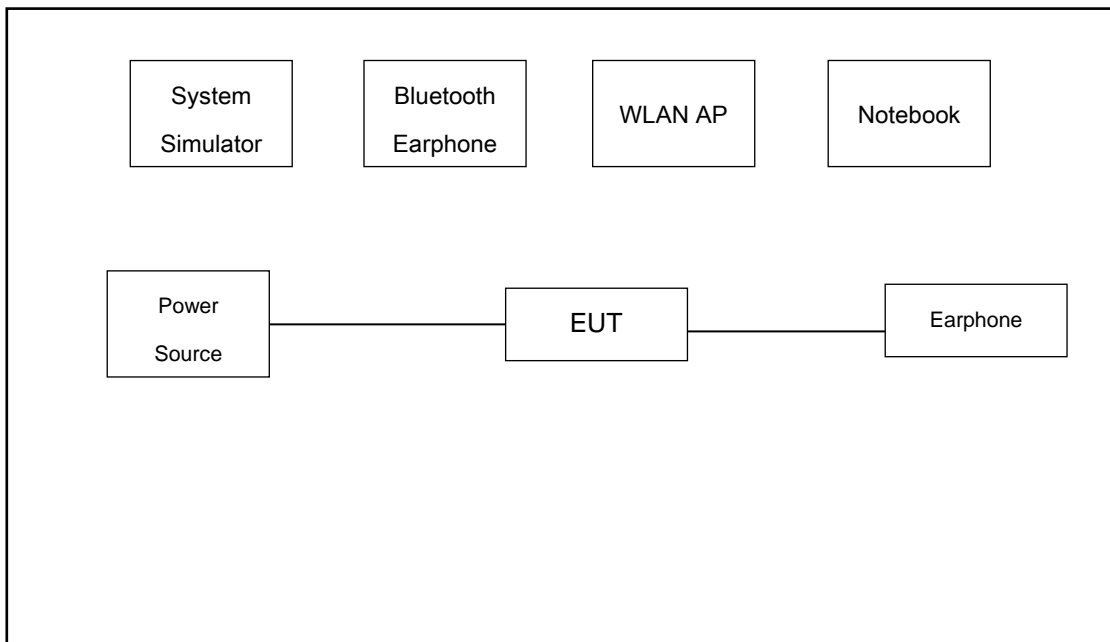 System
Simulator
Bluetooth
Earphone
WLAN AP
Notebook
Power
Source
EUT
Earphone